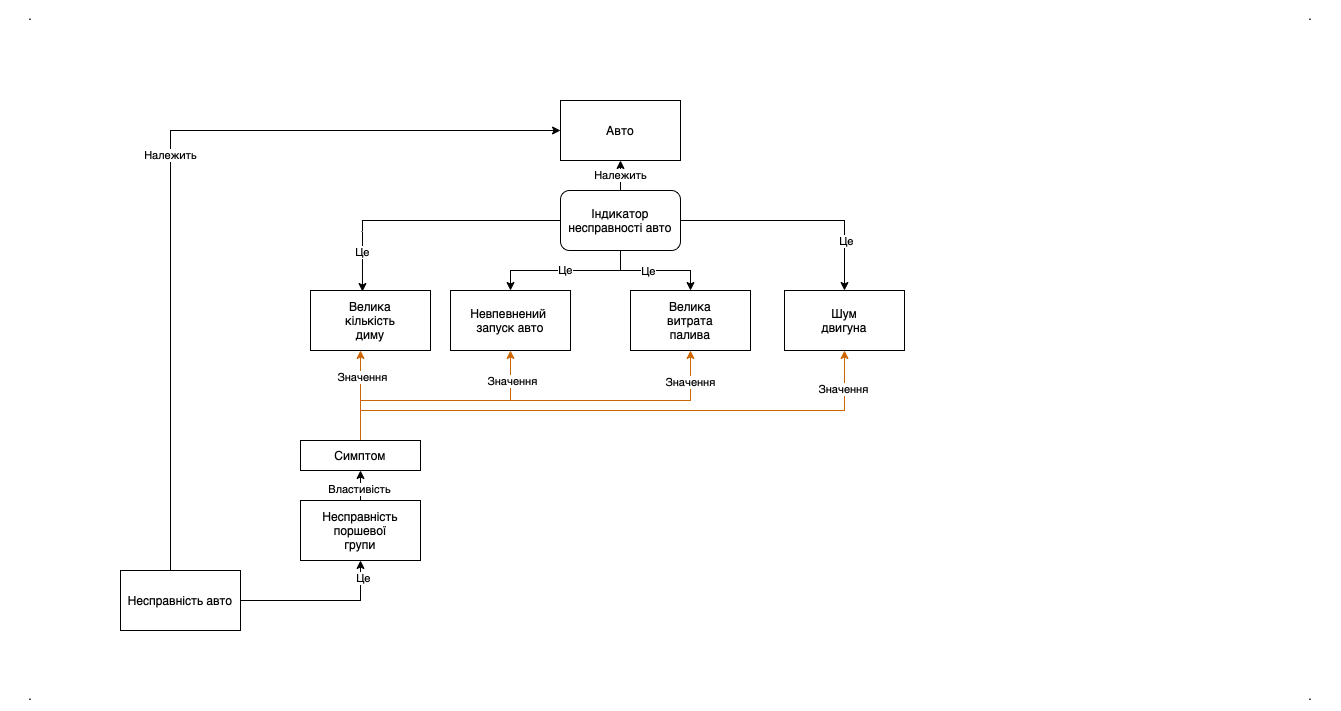 Авто
Належить
Належить
Індикатор
несправності авто
Це
Це
Це
Це
Велика
кількість
диму
Невпевнений
запуск авто
Велика
витрата
палива
Шум
двигуна
Значення
Значення
Значення
Значення
Симптом
Властивість
Несправність
поршевої
групи
Це
Несправність авто